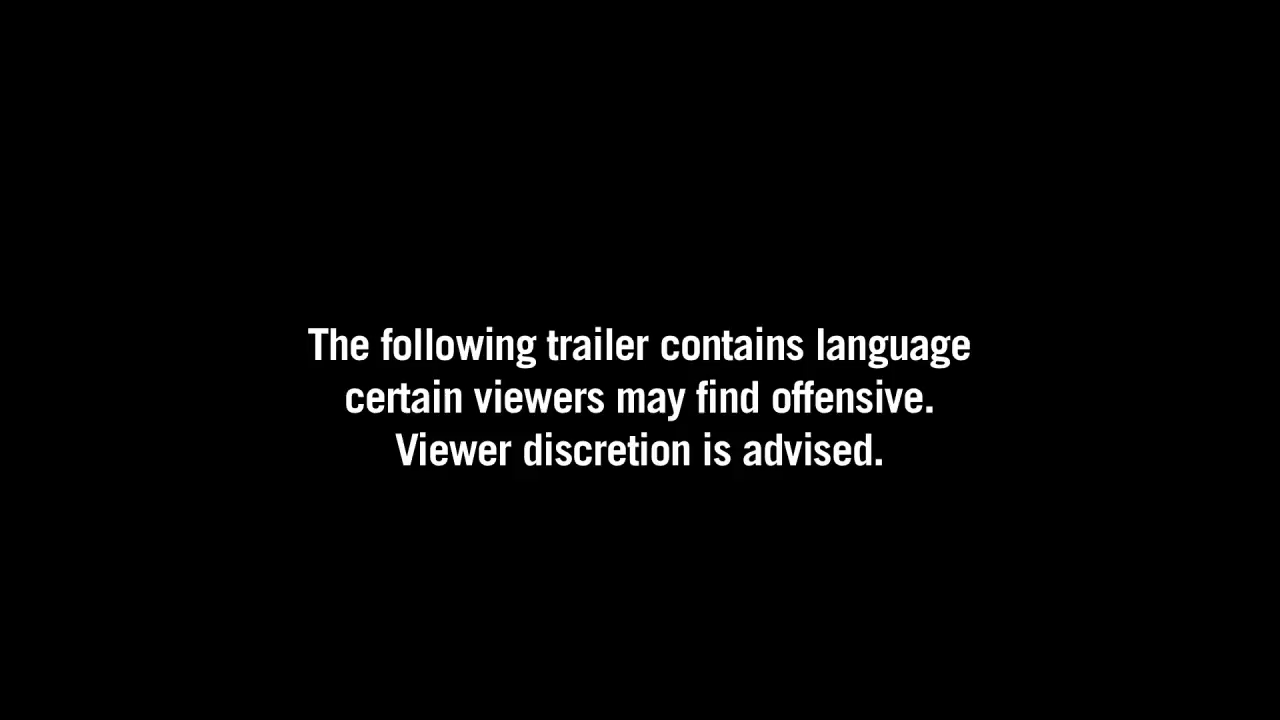 The following trailer contains language
certain viewers may find offensive.
Viewer discretion is advised.